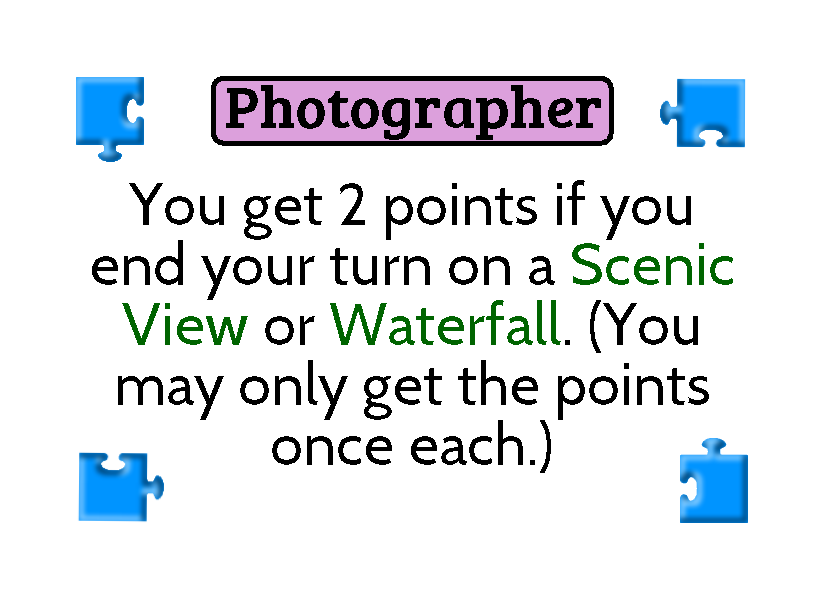 Photographer
You get 2 points if you
end your turn on a Scenic
View or Waterfall. (You
may only get the points
once each.)